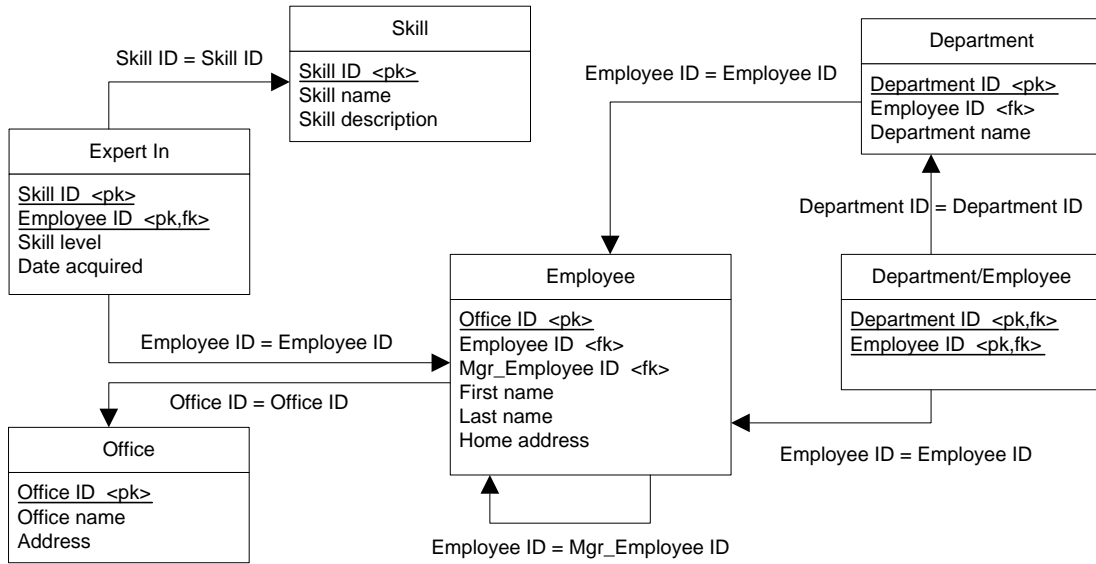 Skill
Skill ID <pk>
Skill name
Skill description
Skill ID = Skill ID
Department
Department ID <pk>
Employee ID <fk>
Department name
Employee ID = Employee ID
Expert In
Skill ID <pk>
Employee ID <pk,fk>
Skill level
Date acquired
Department ID = Department ID
Employee
Office ID <pk>
Employee ID <fk>
Mgr_Employee ID <fk>
First name
Last name
Home address
Department/Employee
Department ID <pk,fk>
Employee ID <pk,fk>
Employee ID = Employee ID
Office ID = Office ID
Office
Office ID <pk>
Office name
Address
Employee ID = Employee ID
Employee ID = Mgr_Employee ID